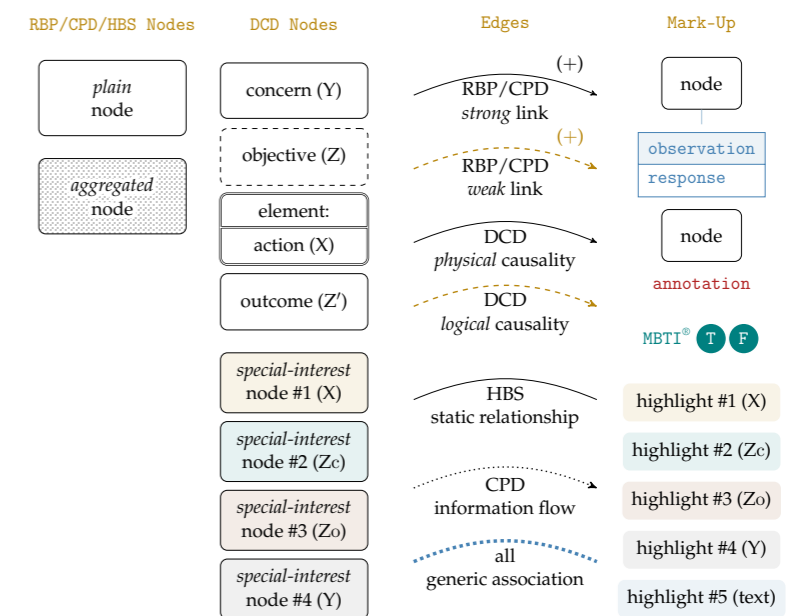 RBP/CPD/HBS Nodes
plain
node
aggregated
node
DCD Nodes
concern (Y)
objective (Z)
element:
action (X)
outcome (Z′)
special-interest
node #1 (X)
special-interest
node #2 (Zc)
special-interest
node #3 (Zo)
special-interest
node #4 (Y)
Edges
(+)
RBP/CPD
strong link
(+)
RBP/CPD
weak link
DCD
physical causality
DCD
logical causality
HBS
static relationship
CPD
information flow
all
generic association
Mark-Up
node
observation
response
node
annotation
MBTI® T F
highlight #1 (X)
highlight #2 (Zc)
highlight #3 (Zo)
highlight #4 (Y)
highlight #5 (text)